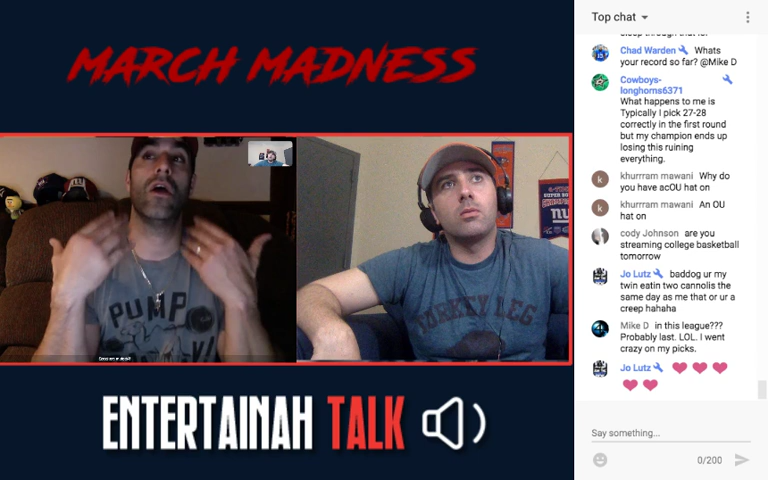 MARCH MADNESS
PUMP
TURKEY LEG
NY
ENTERTAINAH TALK
Top chat
Chad Warden Whats
your record so far? @Mike D
Cowboys-
longhorns6371
What happens to me is
Typically I pick 27-28
correctly in the first round
but my champion ends up
losing this ruining
everything.
k khurrram mawani Why do
you have acOU hat on
k khurrram mawani An OU
hat on
cody Johnson are you
streaming college basketball
tomorrow
Jo Lutz baddog ur my
twin eatin two cannolis the
same day as me that or ur a
creep hahaha
Mike D in this league???
Probably last. LOL. I went
crazy on my picks.
Jo Lutz
Say something...
0/200